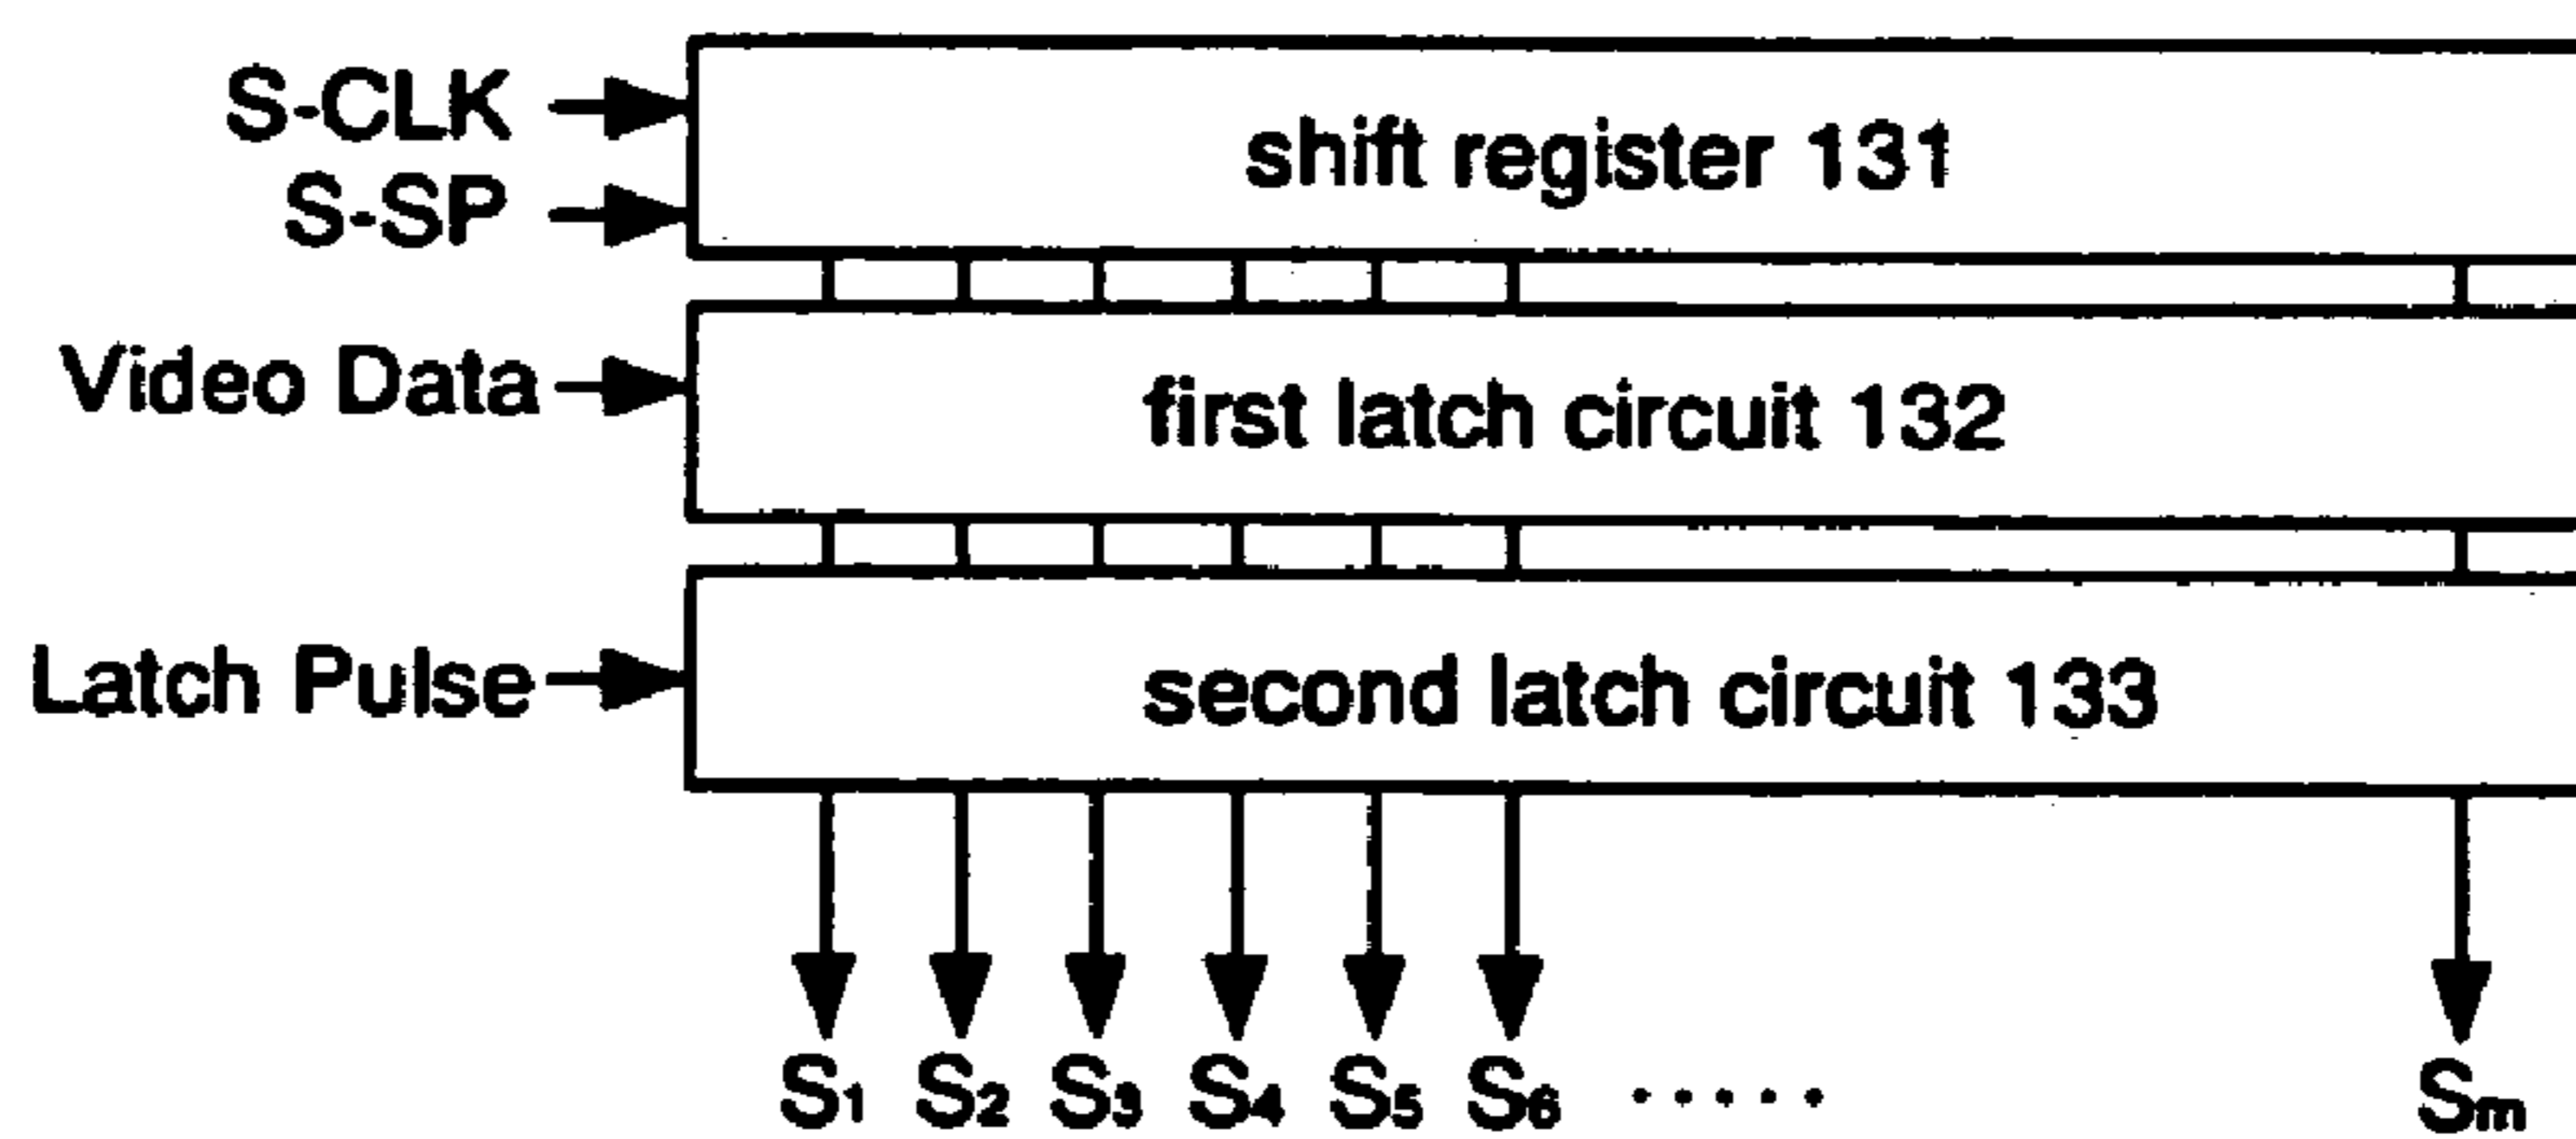 S-CLK
S-SP
shift register 131
Video Data
first latch circuit 132
Latch Pulse
second latch circuit 133
S1 S2 S3 S4 S5 S6 ····· Sm